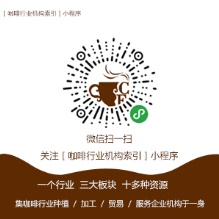 [ 咖啡行业机构索引 ] 小程序
微信扫一扫
关注 [ 咖啡行业机构索引 ] 小程序
一个行业 三大板块 十多种资源
集咖啡行业种植 / 加工 / 贸易 / 服务企业机构于一身